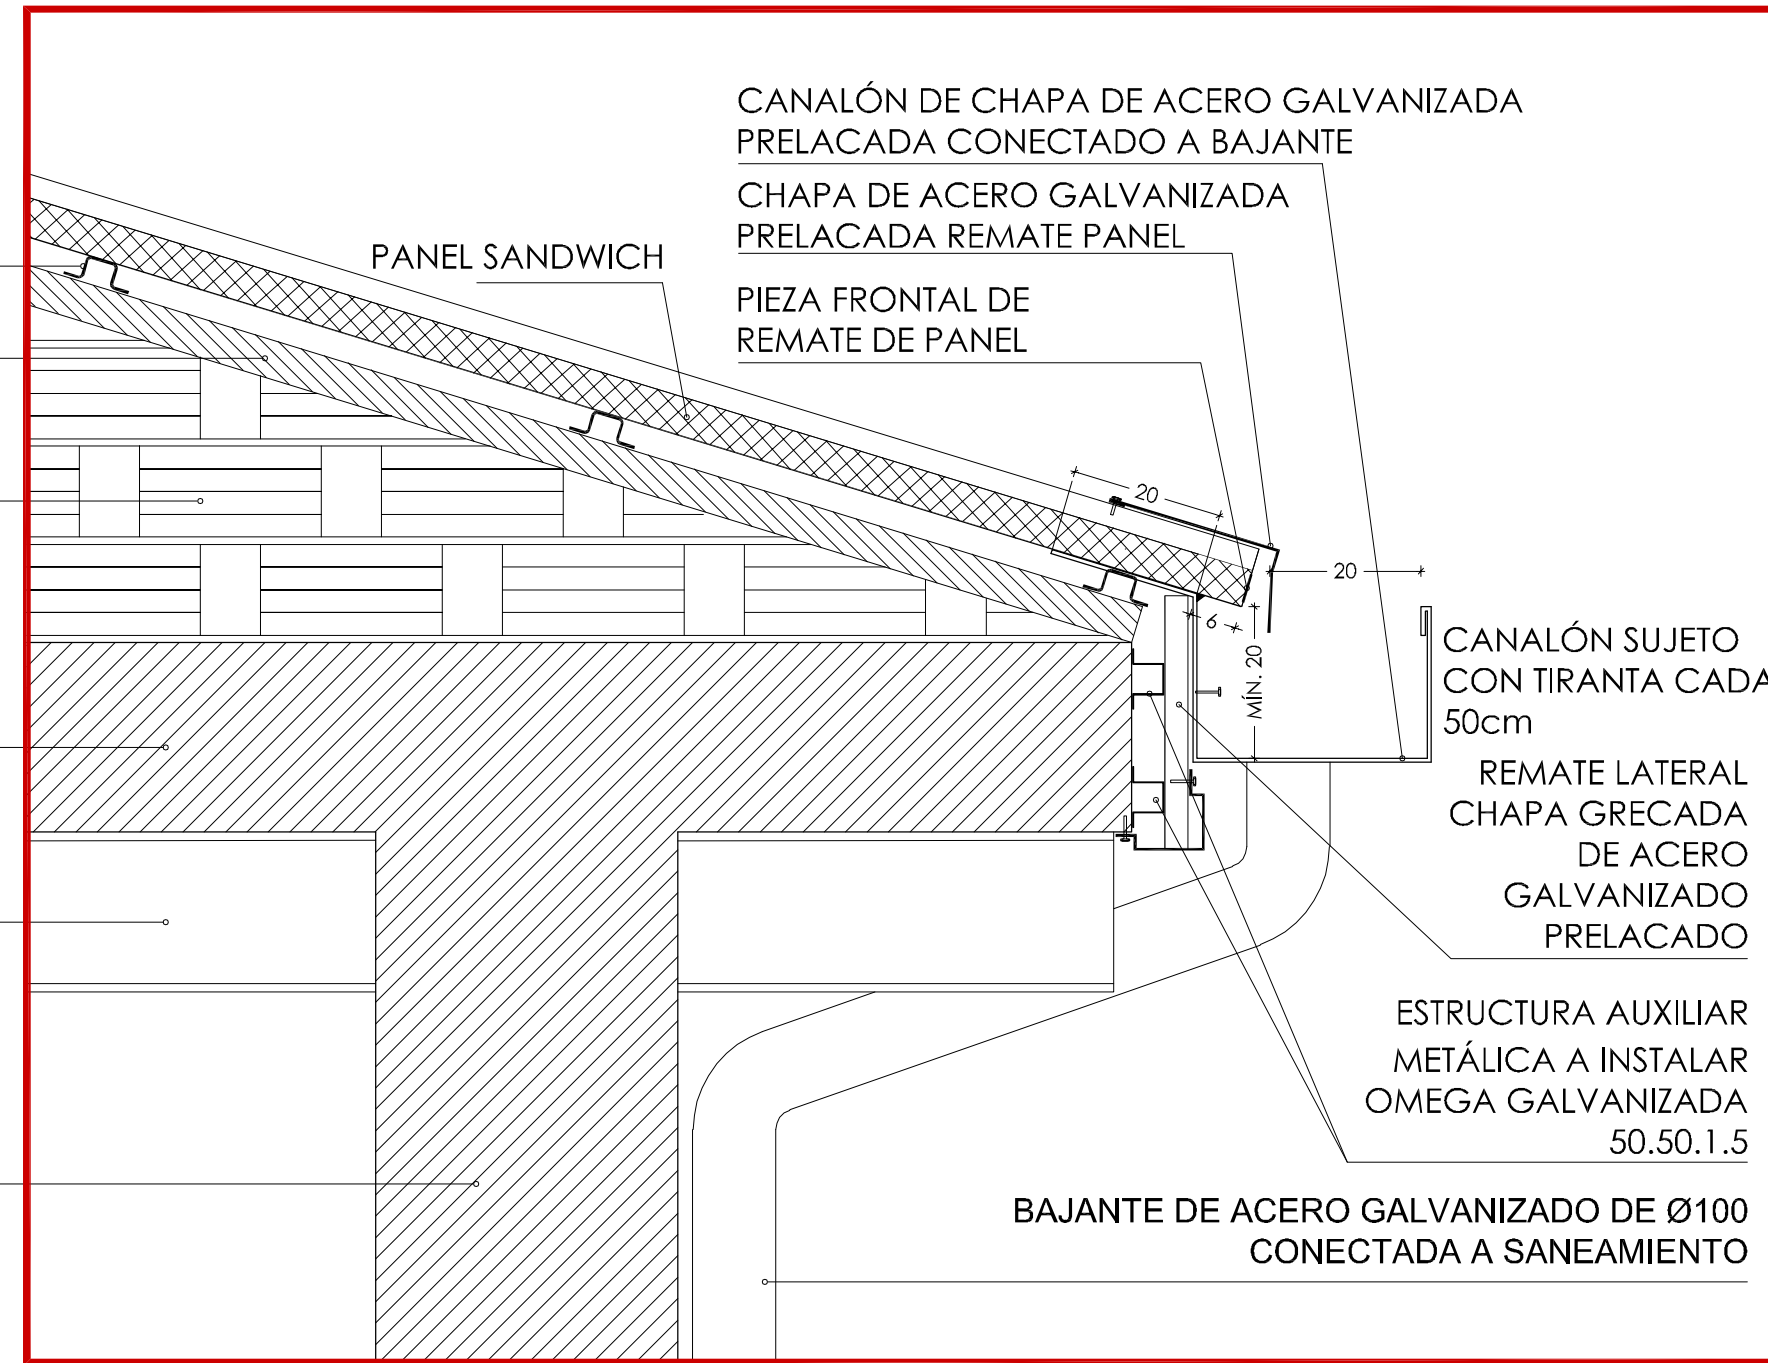 CANALÓN DE CHAPA DE ACERO GALVANIZADA
PRELACADA CONECTADO A BAJANTE
CHAPA DE ACERO GALVANIZADA
PRELACADA REMATE PANEL
PANEL SANDWICH
PIEZA FRONTAL DE
REMATE DE PANEL
20
20
6
MÍN. 20
CANALÓN SUJETO
CON TIRANTA CADA
50cm
REMATE LATERAL
CHAPA GRECADA
DE ACERO
GALVANIZADO
PRELACADO
ESTRUCTURA AUXILIAR
METÁLICA A INSTALAR
OMEGA GALVANIZADA
50.50.1.5
BAJANTE DE ACERO GALVANIZADO DE Ø100
CONECTADA A SANEAMIENTO